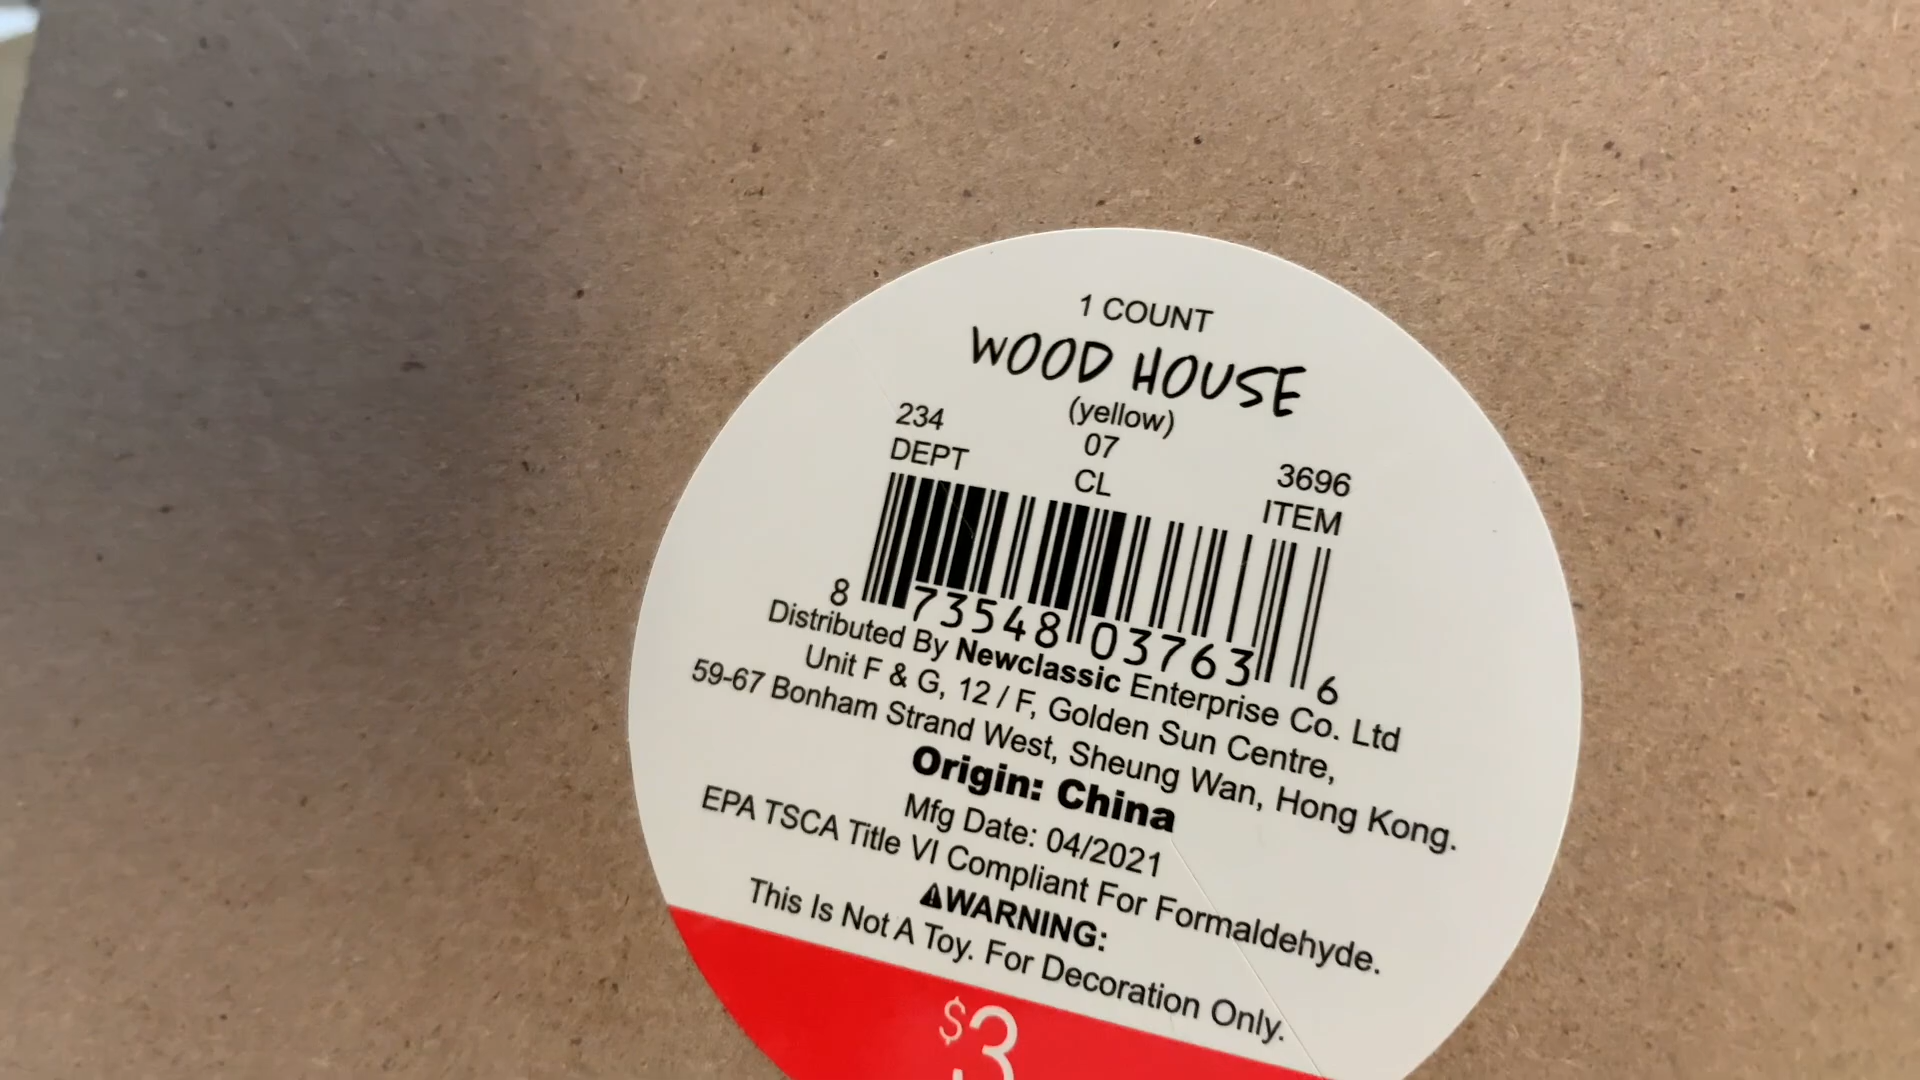 1 COUNT
WOOD HOUSE
(yellow)
234 07 3696
DEPT CL ITEM
8 73548 03763 6
Distributed By Newclassic Enterprise Co. Ltd
Unit F & G, 12 / F, Golden Sun Centre,
59-67 Bonham Strand West, Sheung Wan, Hong Kong.
Origin: China
Mfg Date: 04/2021
EPA TSCA Title VI Compliant For Formaldehyde.
⚠WARNING:
This Is Not A Toy. For Decoration Only.
$3